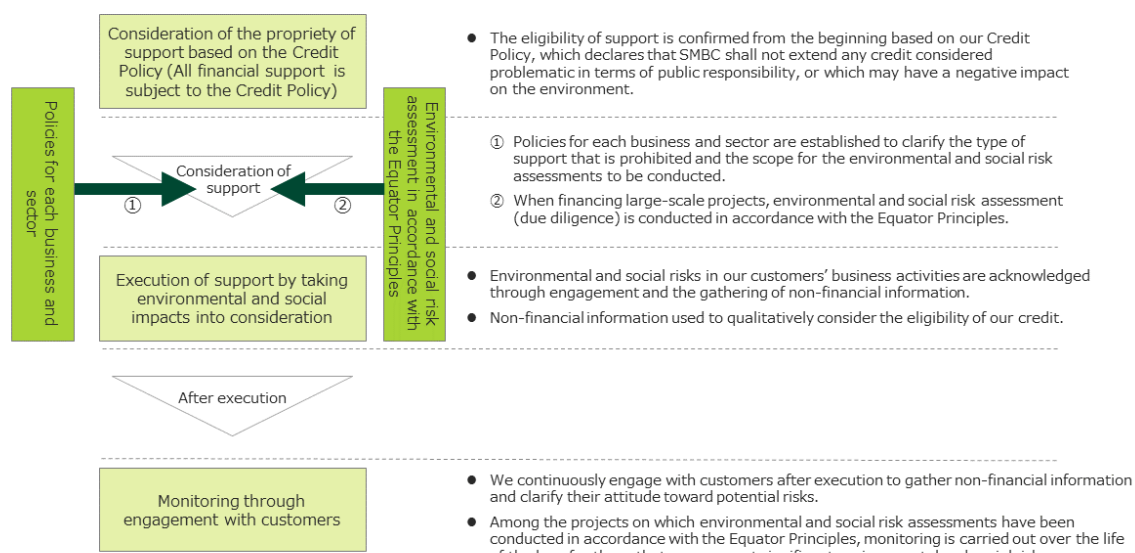 Consideration of the propriety of
support based on the Credit
Policy (All financial support is
subject to the Credit Policy)
● The eligibility of support is confirmed from the beginning based on our Credit
Policy, which declares that SMBC shall not extend any credit considered
problematic in terms of public responsibility, or which may have a negative impact
on the environment.
Policies for each business and
sector
Consideration of
support
①
②
Environmental and social risk
assessment in accordance with
the Equator Principles
① Policies for each business and sector are established to clarify the type of
support that is prohibited and the scope for the environmental and social risk
assessments to be conducted.
② When financing large-scale projects, environmental and social risk assessment
(due diligence) is conducted in accordance with the Equator Principles.
Execution of support by taking
environmental and social
impacts into consideration
● Environmental and social risks in our customers’ business activities are acknowledged
through engagement and the gathering of non-financial information.
● Non-financial information used to qualitatively consider the eligibility of our credit.
After execution
Monitoring through
engagement with customers
● We continuously engage with customers after execution to gather non-financial information
and clarify their attitude toward potential risks.
● Among the projects on which environmental and social risk assessments have been
conducted in accordance with the Equator Principles, monitoring is carried out over the life